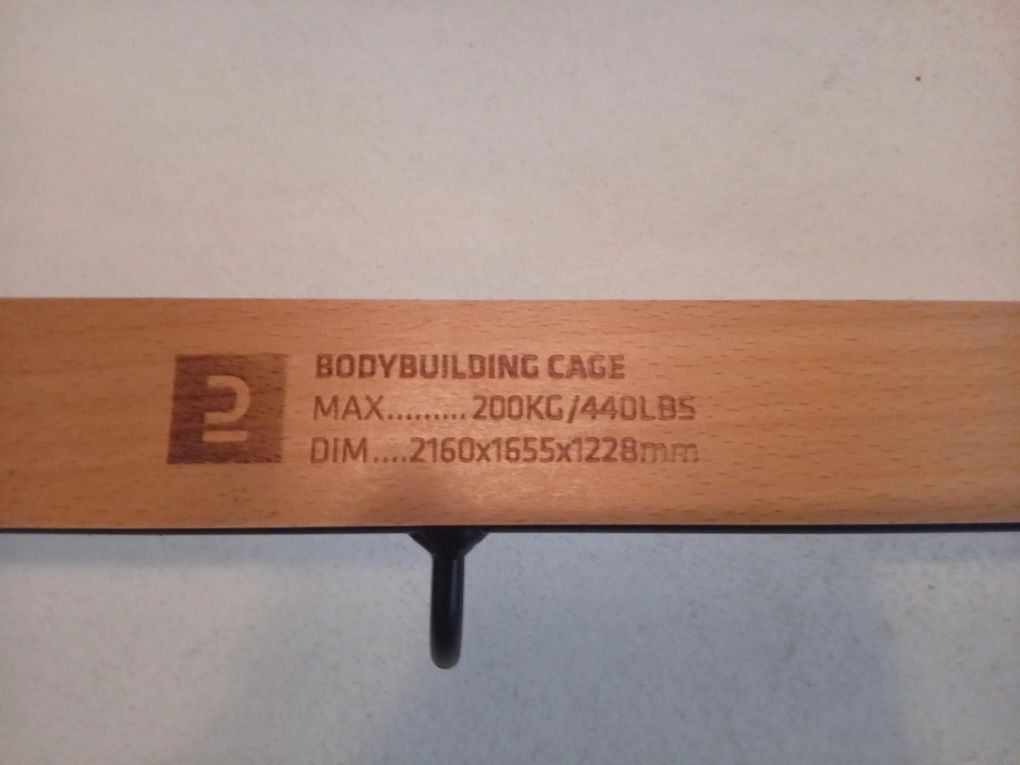 BODYBUILDING CAGE
MAX.........200KG/440LBS
DIM....2160x1655x1228mm